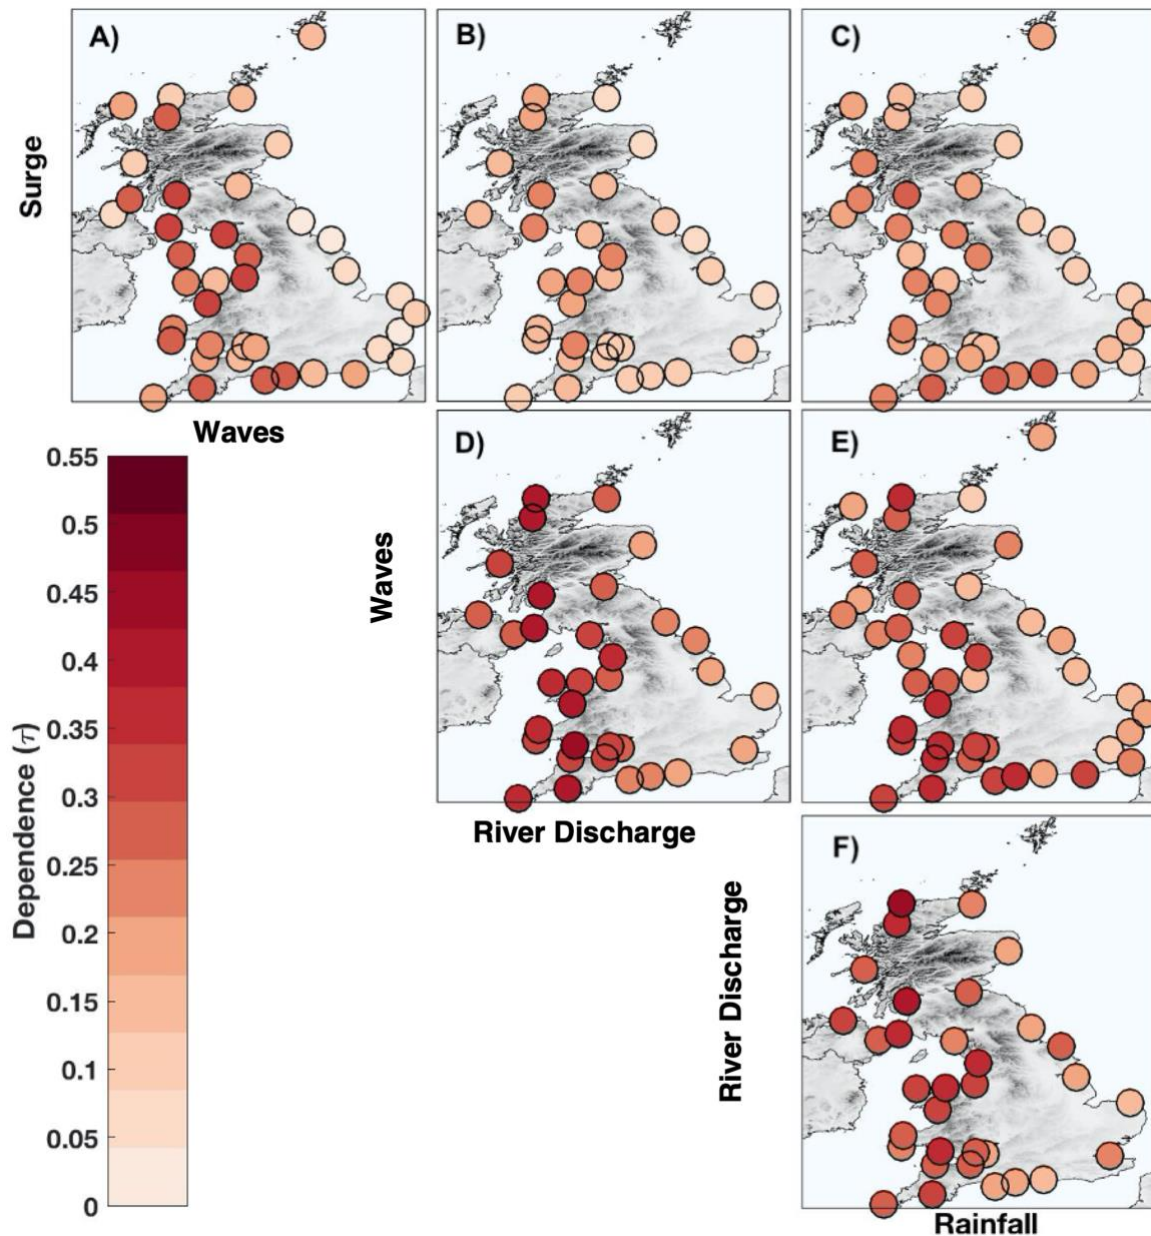 A)
B)
C)
Surge
Waves
D)
E)
Waves
0.55
0.5
0.45
0.4
0.35
0.3
0.25
0.2
0.15
0.1
0.05
0
Dependence (τ)
River Discharge
F)
River Discharge
Rainfall